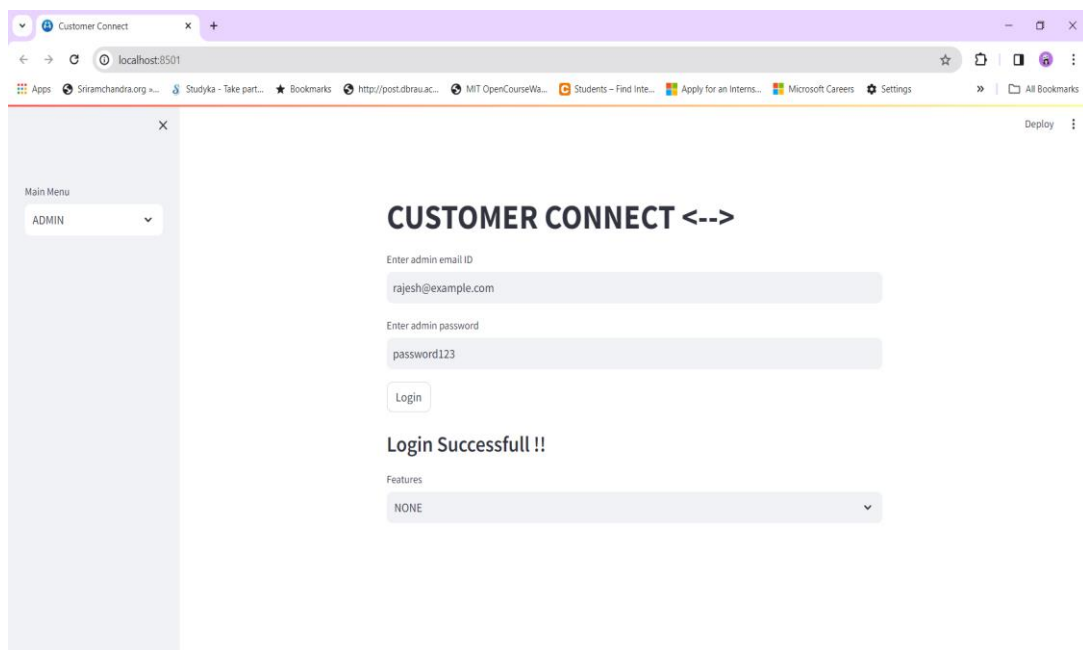 Customer Connect
localhost:8501
Apps Sriramchandra.org »... Studyka - Take part... Bookmarks http://post.dbrau.ac... MIT OpenCourseWa... Students – Find Inte... Apply for an Interns... Microsoft Careers Settings » All Bookmarks
Deploy
Main Menu
ADMIN
CUSTOMER CONNECT <-->
Enter admin email ID
rajesh@example.com
Enter admin password
password123
Login
Login Successfull !!
Features
NONE